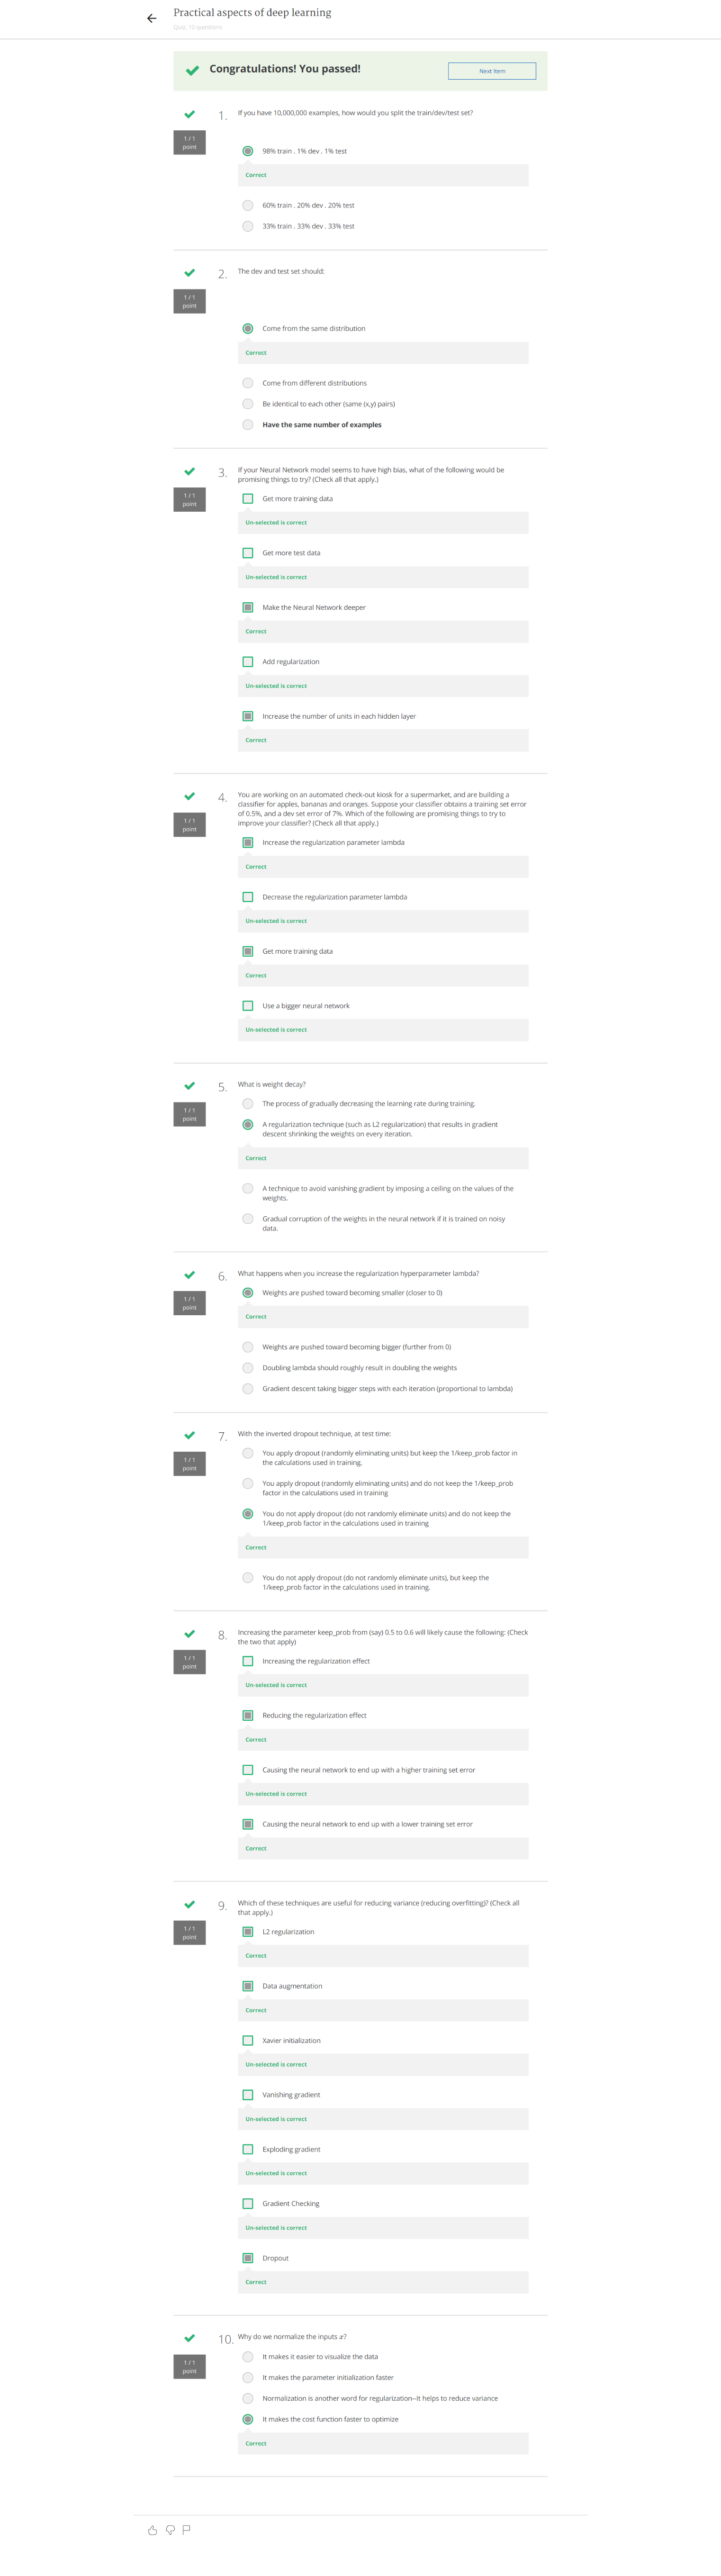 Practical aspects of deep learning
Quiz, 10 questions
Congratulations! You passed!
Next Item
1 / 1
point
1.
If you have 10,000,000 examples, how would you split the train/dev/test set?
98% train . 1% dev . 1% test
Correct
60% train . 20% dev . 20% test
33% train . 33% dev . 33% test
1 / 1
point
2.
The dev and test set should:
Come from the same distribution
Correct
Come from different distributions
Be identical to each other (same (x,y) pairs)
Have the same number of examples
1 / 1
point
3.
If your Neural Network model seems to have high bias, what of the following would be
promising things to try? (Check all that apply.)
Get more training data
Un-selected is correct
Get more test data
Un-selected is correct
Make the Neural Network deeper
Correct
Add regularization
Un-selected is correct
Increase the number of units in each hidden layer
Correct
1 / 1
point
4.
You are working on an automated check-out kiosk for a supermarket, and are building a
classifier for apples, bananas and oranges. Suppose your classifier obtains a training set error
of 0.5%, and a dev set error of 7%. Which of the following are promising things to try to
improve your classifier? (Check all that apply.)
Increase the regularization parameter lambda
Correct
Decrease the regularization parameter lambda
Un-selected is correct
Get more training data
Correct
Use a bigger neural network
Un-selected is correct
1 / 1
point
5.
What is weight decay?
The process of gradually decreasing the learning rate during training.
A regularization technique (such as L2 regularization) that results in gradient
descent shrinking the weights on every iteration.
Correct
A technique to avoid vanishing gradient by imposing a ceiling on the values of the
weights.
Gradual corruption of the weights in the neural network if it is trained on noisy
data.
1 / 1
point
6.
What happens when you increase the regularization hyperparameter lambda?
Weights are pushed toward becoming smaller (closer to 0)
Correct
Weights are pushed toward becoming bigger (further from 0)
Doubling lambda should roughly result in doubling the weights
Gradient descent taking bigger steps with each iteration (proportional to lambda)
1 / 1
point
7.
With the inverted dropout technique, at test time:
You apply dropout (randomly eliminating units) but keep the 1/keep_prob factor in
the calculations used in training.
You apply dropout (randomly eliminating units) and do not keep the 1/keep_prob
factor in the calculations used in training
You do not apply dropout (do not randomly eliminate units) and do not keep the
1/keep_prob factor in the calculations used in training
Correct
You do not apply dropout (do not randomly eliminate units), but keep the
1/keep_prob factor in the calculations used in training.
1 / 1
point
8.
Increasing the parameter keep_prob from (say) 0.5 to 0.6 will likely cause the following: (Check
the two that apply)
Increasing the regularization effect
Un-selected is correct
Reducing the regularization effect
Correct
Causing the neural network to end up with a higher training set error
Un-selected is correct
Causing the neural network to end up with a lower training set error
Correct
1 / 1
point
9.
Which of these techniques are useful for reducing variance (reducing overfitting)? (Check all
that apply.)
L2 regularization
Correct
Data augmentation
Correct
Xavier initialization
Un-selected is correct
Vanishing gradient
Un-selected is correct
Exploding gradient
Un-selected is correct
Gradient Checking
Un-selected is correct
Dropout
Correct
1 / 1
point
10.
Why do we normalize the inputs x?
It makes it easier to visualize the data
It makes the parameter initialization faster
Normalization is another word for regularization--It helps to reduce variance
It makes the cost function faster to optimize
Correct